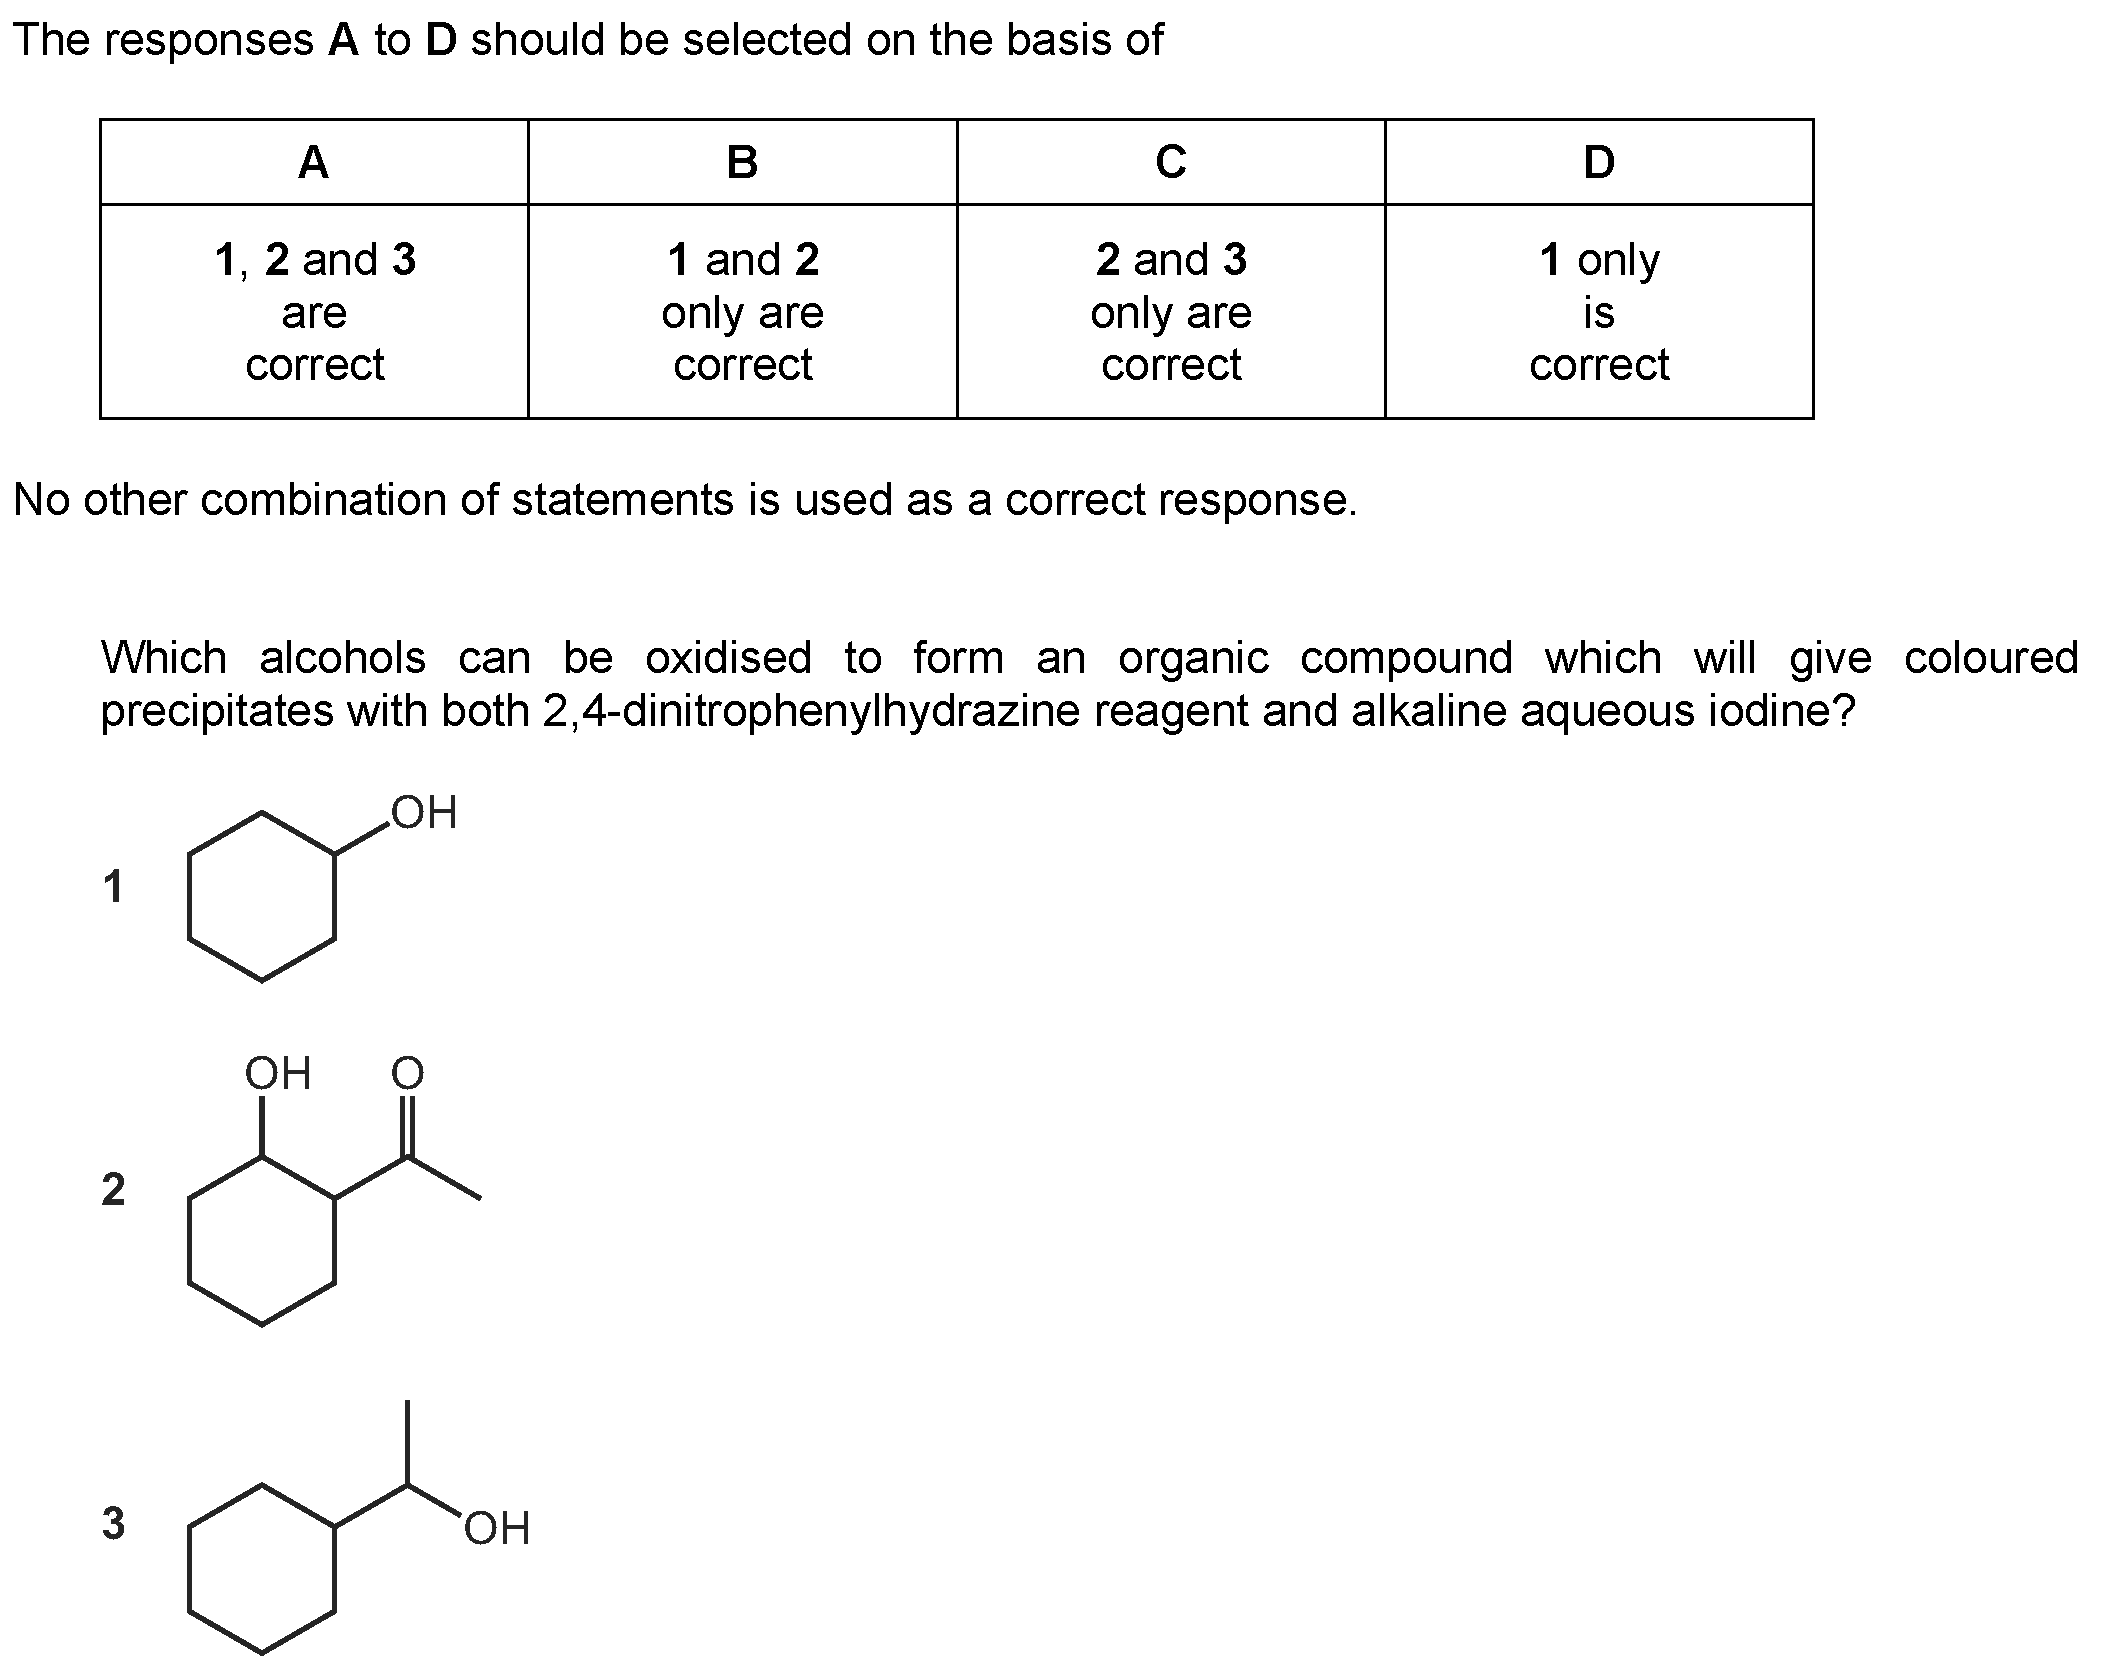 The responses A to D should be selected on the basis of
A B C D
1, 2 and 3 1 and 2 2 and 3 1 only
are only are only are is
correct correct correct correct
No other combination of statements is used as a correct response.
Which alcohols can be oxidised to form an organic compound which will give coloured
precipitates with both 2,4-dinitrophenylhydrazine reagent and alkaline aqueous iodine?
OH
1
OH O
2
3
OH